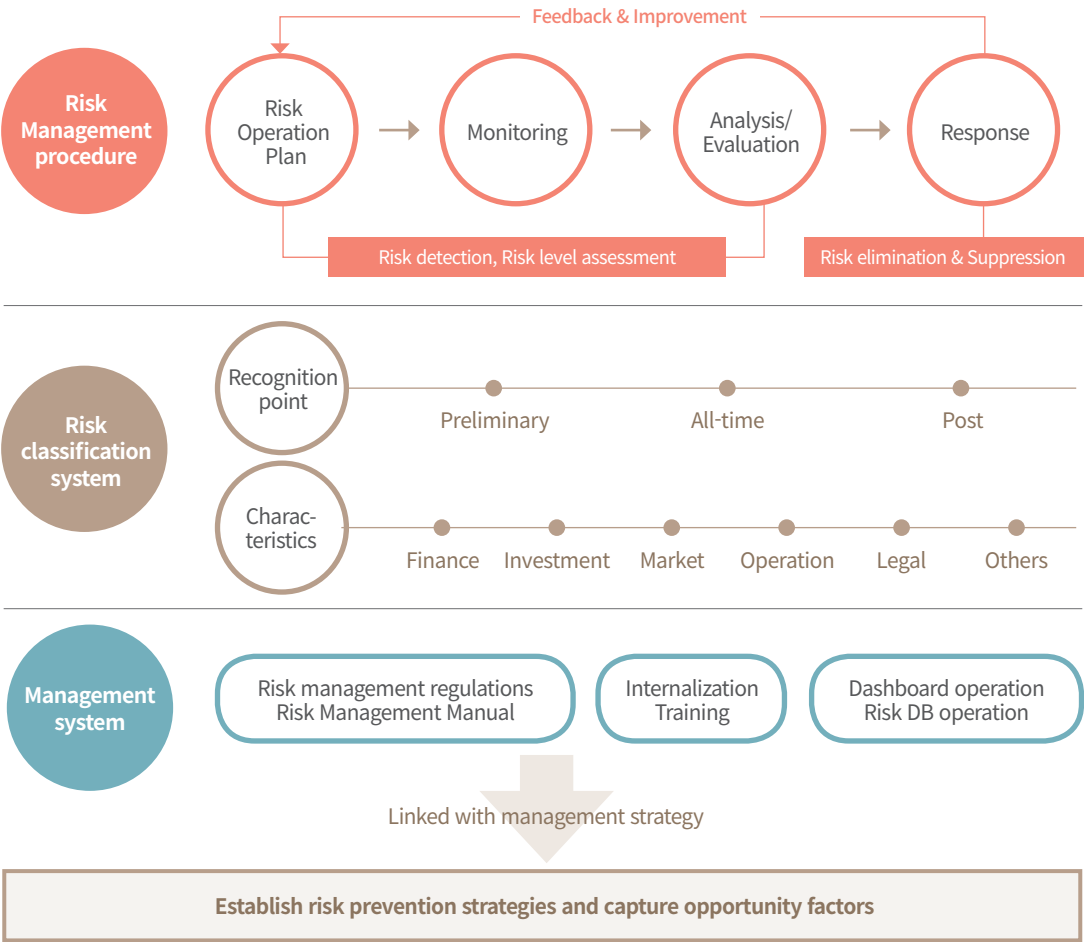 Feedback & Improvement
Risk
Management
procedure
Risk
Operation
Plan
Monitoring
Analysis/
Evaluation
Response
Risk detection, Risk level assessment
Risk elimination & Suppression
Risk
classification
system
Recognition
point
Preliminary
All-time
Post
Charac-
teristics
Finance
Investment
Market
Operation
Legal
Others
Management
system
Risk management regulations
Risk Management Manual
Internalization
Training
Dashboard operation
Risk DB operation
Linked with management strategy
Establish risk prevention strategies and capture opportunity factors